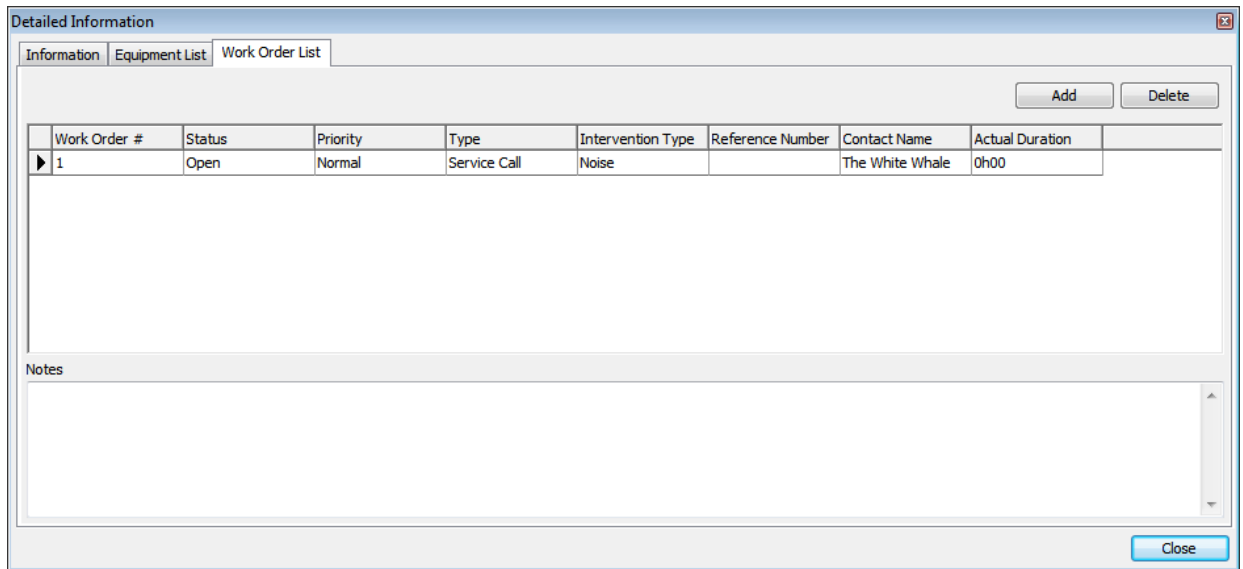 Detailed Information
Information Equipment List Work Order List
Add Delete
Work Order # Status Priority Type Intervention Type Reference Number Contact Name Actual Duration
1 Open Normal Service Call Noise The White Whale 0h00
Notes
Close